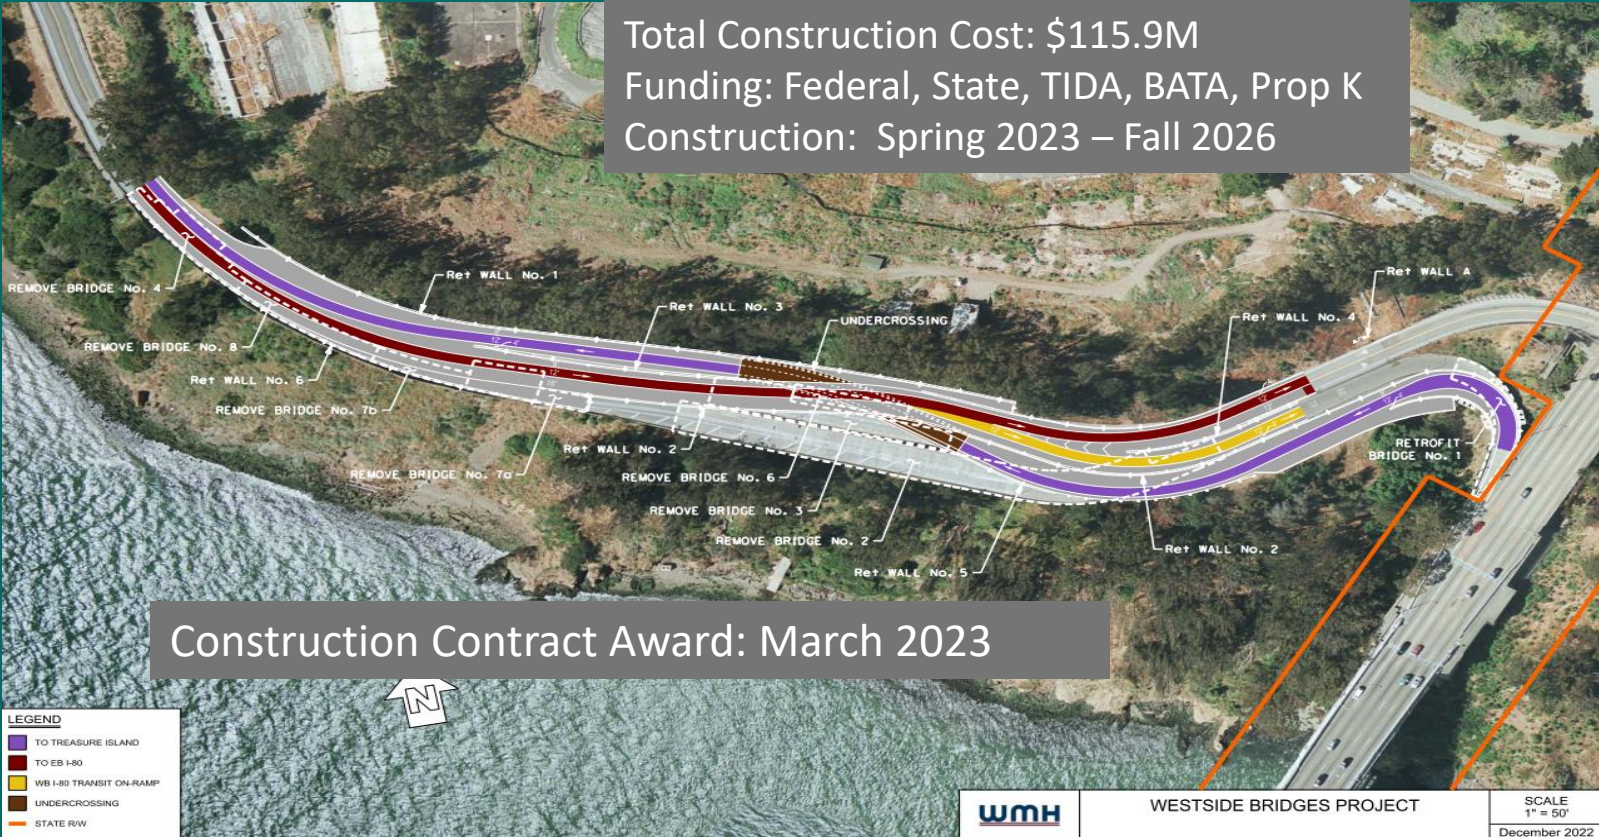 Total Construction Cost: $115.9M
Funding: Federal, State, TIDA, BATA, Prop K
Construction: Spring 2023 – Fall 2026
Ret WALL No. 1
Ret WALL A
REMOVE BRIDGE No. 4
Ret WALL No. 3
UNDERCROSSING
Ret WALL No. 4
REMOVE BRIDGE No. 8
Ret WALL No. 6
REMOVE BRIDGE No. 7b
RETROFIT
BRIDGE No. 1
Ret WALL No. 2
REMOVE BRIDGE No. 7a
REMOVE BRIDGE No. 6
REMOVE BRIDGE No. 3
REMOVE BRIDGE No. 2
Ret WALL No. 2
Ret WALL No. 5
12'
12'
Construction Contract Award: March 2023
N
LEGEND
TO TREASURE ISLAND
TO EB I-80
WB I-80 TRANSIT ON-RAMP
UNDERCROSSING
STATE R/W
WMH
WESTSIDE BRIDGES PROJECT
SCALE
1" = 50'
December 2022